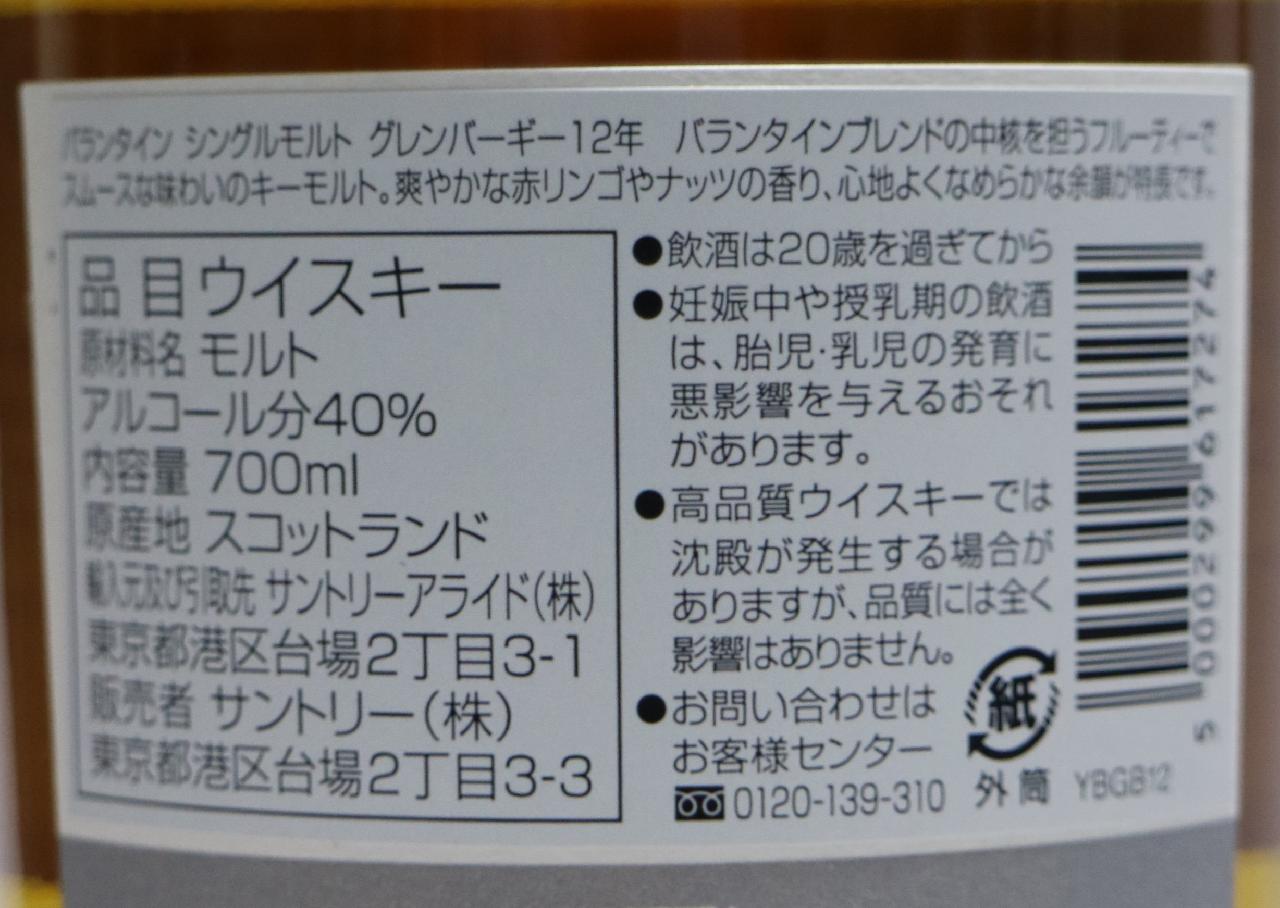 バランタイン シングルモルト グレンバーギー12年 バランタインブレンドの中核を担うフルーティーで
スムースな味わいのキーモルト。爽やかな赤リンゴやナッツの香り、心地よくなめらかな余韻が特長です。
品目 ウイスキー
原材料名 モルト
アルコール分40%
内容量 700ml
原産地 スコットランド
輸入元及び引取先 サントリーアライド(株)
東京都港区台場2丁目3-1
販売者 サントリー(株)
東京都港区台場2丁目3-3
●飲酒は20歳を過ぎてから
●妊娠中や授乳期の飲酒
は、胎児・乳児の発育に
悪影響を与えるおそれ
があります。
●高品質ウイスキーでは
沈殿が発生する場合が
ありますが、品質には全く
影響はありません。
●お問い合わせは
お客様センター
0120-139-310
紙
外筒
YBGB12
5 000299 617274